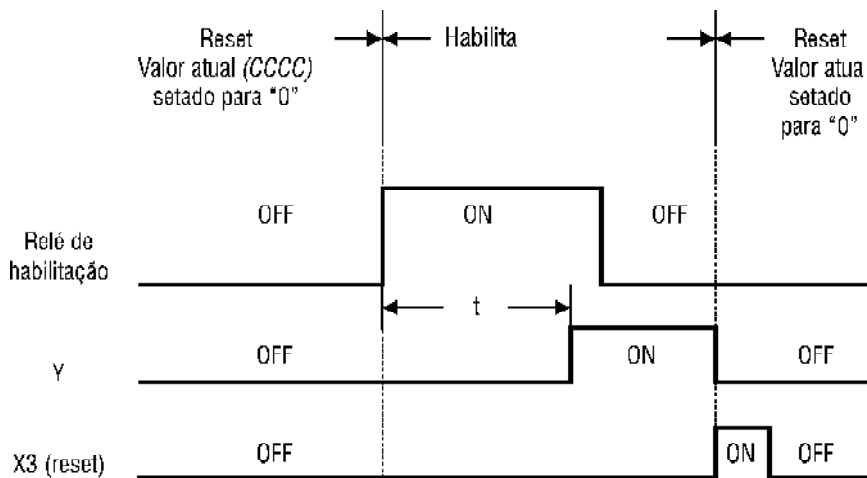 Reset
Valor atual (CCCC)
setado para "0"
Habilita
Reset
Valor atua
setado
para "0"
Relé de
habilitação
OFF
ON
OFF
t
Y
OFF
ON
OFF
X3 (reset)
OFF
ON
OFF